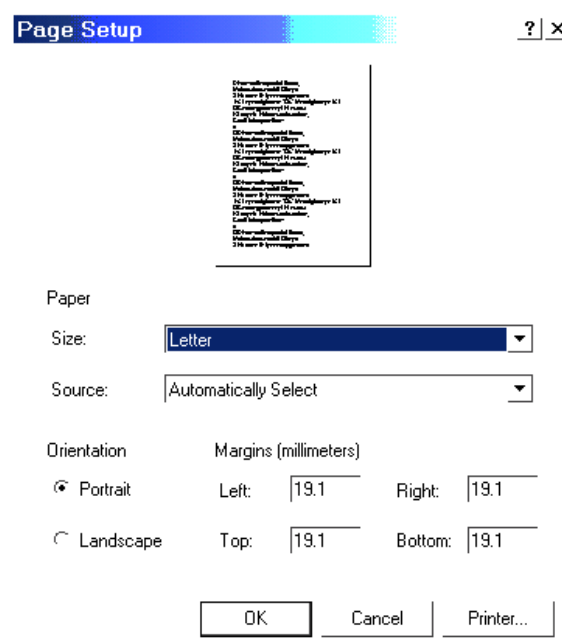 Page Setup
Paper
Size: Letter
Source: Automatically Select
Orientation Margins (millimeters)
Portrait Left: 19.1 Right: 19.1
Landscape Top: 19.1 Bottom: 19.1
OK Cancel Printer...